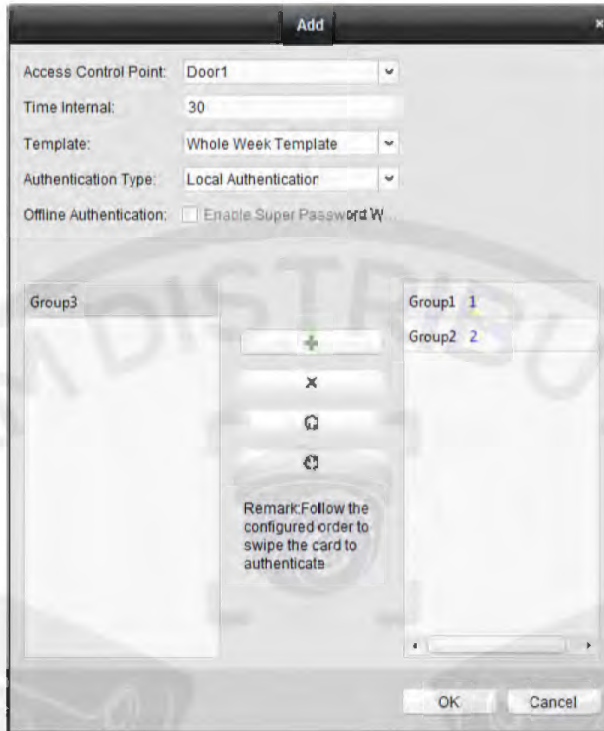 Add
Access Control Point: Door1
Time Internal: 30
Template: Whole Week Template
Authentication Type: Local Authentication
Offline Authentication: Enable Super Password W...
Group3
Group1 1
Group2 2
Remark:Follow the
configured order to
swipe the card to
authenticate
OK Cancel
M DISTRIBU